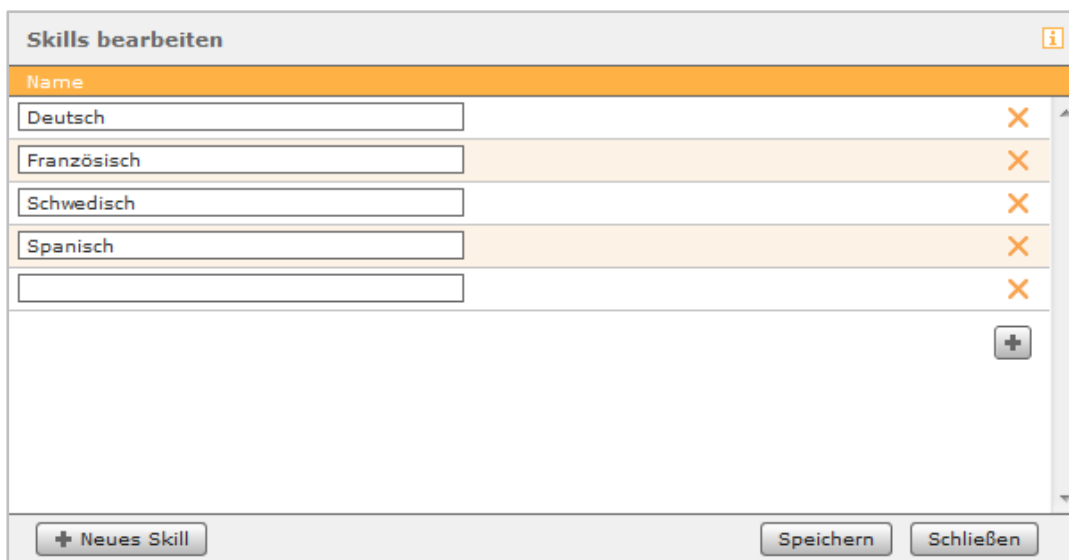 Skills bearbeiten
Name
Deutsch
Französisch
Schwedisch
Spanisch
Neues Skill Speichern Schließen